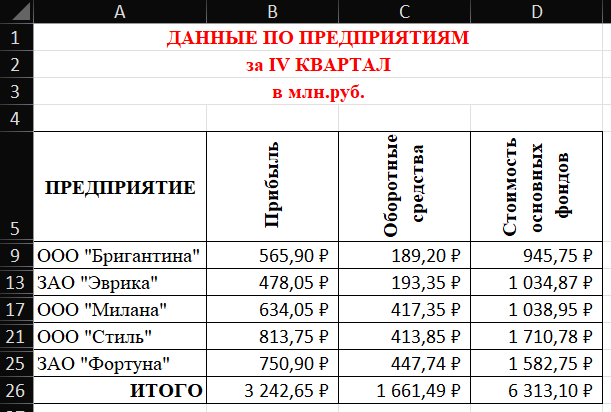 A B C D
1 ДАННЫЕ ПО ПРЕДПРИЯТИЯМ
2 за IV КВАРТАЛ
3 в млн.руб.
4
5 ПРЕДПРИЯТИЕ Прибыль Оборотные средства Стоимость основных фондов
9 ООО "Бригантина" 565,90 ₽ 189,20 ₽ 945,75 ₽
13 ЗАО "Эврика" 478,05 ₽ 193,35 ₽ 1 034,87 ₽
17 ООО "Милана" 634,05 ₽ 417,35 ₽ 1 038,95 ₽
21 ООО "Стиль" 813,75 ₽ 413,85 ₽ 1 710,78 ₽
25 ЗАО "Фортуна" 750,90 ₽ 447,74 ₽ 1 582,75 ₽
26 ИТОГО 3 242,65 ₽ 1 661,49 ₽ 6 313,10 ₽